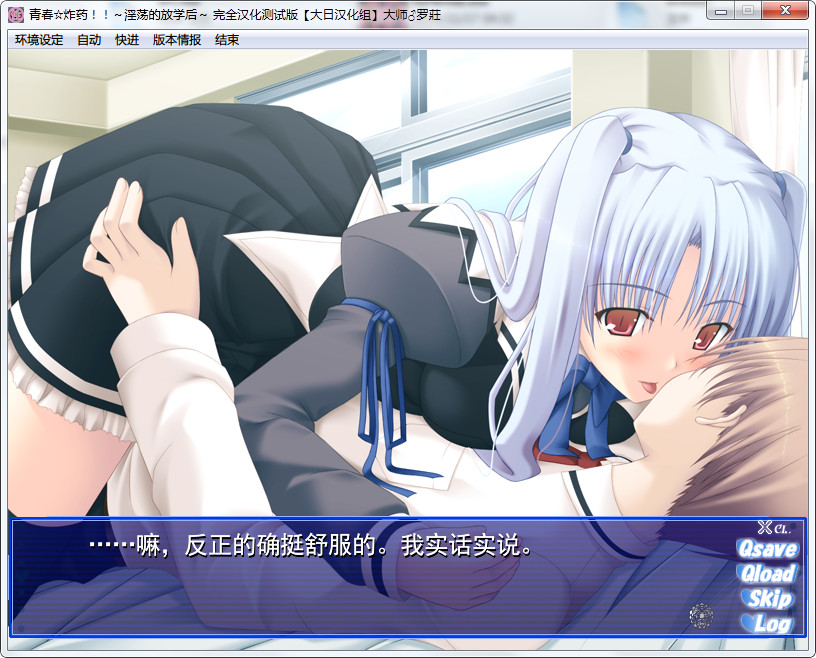 青春☆炸药！！～淫荡的放学后～ 完全汉化测试版【大日汉化组】大师♂罗莊
环境设定 自动 快进 版本情报 结束
……嘛，反正的确挺舒服的。我实话实说。
CL.
Qsave
Qload
Skip
Log